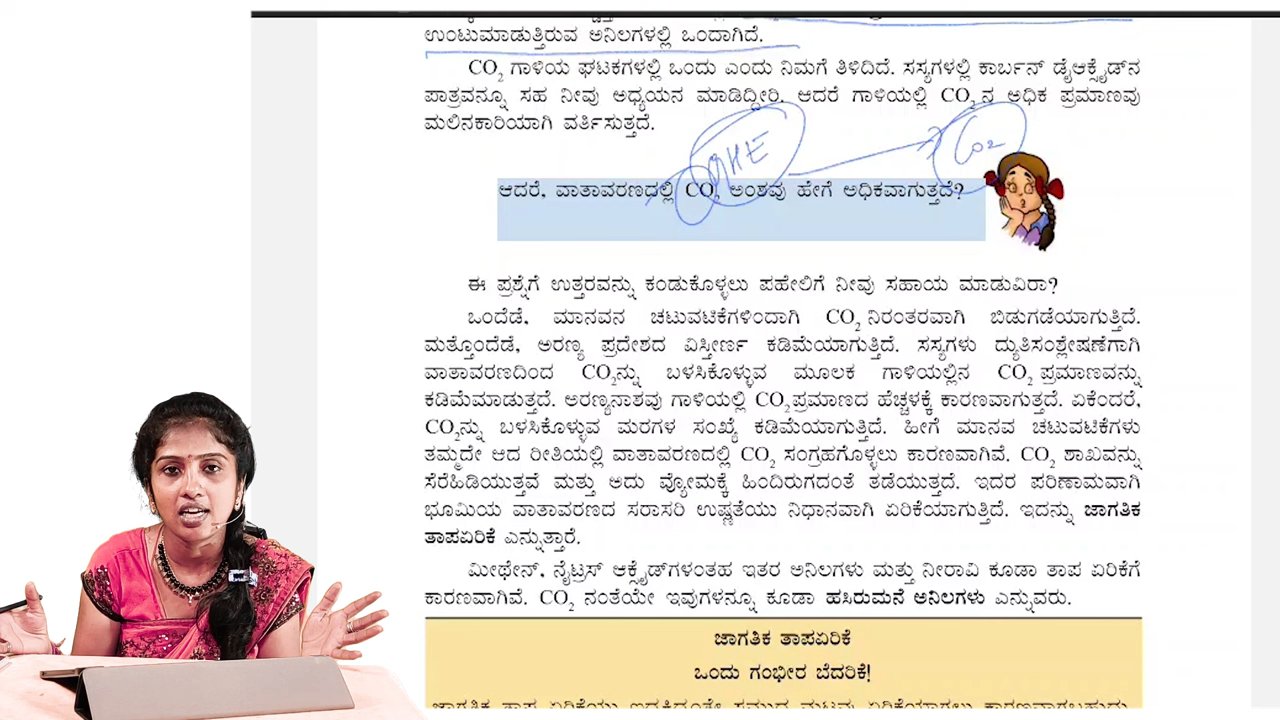 ಉಂಟುಮಾಡುತ್ತಿರುವ ಅನಿಲಗಳಲ್ಲಿ ಒಂದಾಗಿದೆ.
CO₂ ಗಾಳಿಯ ಘಟಕಗಳಲ್ಲಿ ಒಂದು ಎಂದು ನಿಮಗೆ ತಿಳಿದಿದೆ. ಸಸ್ಯಗಳಲ್ಲಿ ಕಾರ್ಬನ್ ಡೈಆಕ್ಸೈಡ್‌ನ
ಪಾತ್ರವನ್ನೂ ಸಹ ನೀವು ಅಧ್ಯಯನ ಮಾಡಿದ್ದೀರಿ. ಆದರೆ ಗಾಳಿಯಲ್ಲಿ CO₂ ನ ಅಧಿಕ ಪ್ರಮಾಣವು
ಮಲಿನಕಾರಿಯಾಗಿ ವರ್ತಿಸುತ್ತದೆ.
CO₂
ಆದರೆ, ವಾತಾವರಣದಲ್ಲಿ CO₂ ಅಂಶವು ಹೇಗೆ ಅಧಿಕವಾಗುತ್ತದೆ?
ಈ ಪ್ರಶ್ನೆಗೆ ಉತ್ತರವನ್ನು ಕಂಡುಕೊಳ್ಳಲು ಪಹೇಲಿಗೆ ನೀವು ಸಹಾಯ ಮಾಡುವಿರಾ?
ಒಂದೆಡೆ, ಮಾನವನ ಚಟುವಟಿಕೆಗಳಿಂದಾಗಿ CO₂ ನಿರಂತರವಾಗಿ ಬಿಡುಗಡೆಯಾಗುತ್ತಿದೆ.
ಮತ್ತೊಂದೆಡೆ, ಅರಣ್ಯ ಪ್ರದೇಶದ ವಿಸ್ತೀರ್ಣ ಕಡಿಮೆಯಾಗುತ್ತಿದೆ. ಸಸ್ಯಗಳು ದ್ಯುತಿಸಂಶ್ಲೇಷಣೆಗಾಗಿ
ವಾತಾವರಣದಿಂದ CO₂ನ್ನು ಬಳಸಿಕೊಳ್ಳುವ ಮೂಲಕ ಗಾಳಿಯಲ್ಲಿನ CO₂ ಪ್ರಮಾಣವನ್ನು
ಕಡಿಮೆಮಾಡುತ್ತದೆ. ಅರಣ್ಯನಾಶವು ಗಾಳಿಯಲ್ಲಿ CO₂ ಪ್ರಮಾಣದ ಹೆಚ್ಚಳಕ್ಕೆ ಕಾರಣವಾಗುತ್ತದೆ. ಏಕೆಂದರೆ,
CO₂ನ್ನು ಬಳಸಿಕೊಳ್ಳುವ ಮರಗಳ ಸಂಖ್ಯೆ ಕಡಿಮೆಯಾಗುತ್ತಿದೆ. ಹೀಗೆ ಮಾನವ ಚಟುವಟಿಕೆಗಳು
ತಮ್ಮದೇ ಆದ ರೀತಿಯಲ್ಲಿ ವಾತಾವರಣದಲ್ಲಿ CO₂ ಸಂಗ್ರಹಗೊಳ್ಳಲು ಕಾರಣವಾಗಿವೆ. CO₂ ಶಾಖವನ್ನು
ಸೆರೆಹಿಡಿಯುತ್ತವೆ ಮತ್ತು ಅದು ವ್ಯೋಮಕ್ಕೆ ಹಿಂದಿರುಗದಂತೆ ತಡೆಯುತ್ತದೆ. ಇದರ ಪರಿಣಾಮವಾಗಿ
ಭೂಮಿಯ ವಾತಾವರಣದ ಸರಾಸರಿ ಉಷ್ಣತೆಯು ನಿಧಾನವಾಗಿ ಏರಿಕೆಯಾಗುತ್ತಿದೆ. ಇದನ್ನು ಜಾಗತಿಕ
ತಾಪಏರಿಕೆ ಎನ್ನುತ್ತಾರೆ.
ಮೀಥೇನ್, ನೈಟ್ರಸ್ ಆಕ್ಸೈಡ್‌ಗಳಂತಹ ಇತರ ಅನಿಲಗಳು ಮತ್ತು ನೀರಾವಿ ಕೂಡಾ ತಾಪ ಏರಿಕೆಗೆ
ಕಾರಣವಾಗಿವೆ. CO₂ ನಂತೆಯೇ ಇವುಗಳನ್ನೂ ಕೂಡಾ ಹಸಿರುಮನೆ ಅನಿಲಗಳು ಎನ್ನುವರು.
ಜಾಗತಿಕ ತಾಪಏರಿಕೆ
ಒಂದು ಗಂಭೀರ ಬೆದರಿಕೆ!